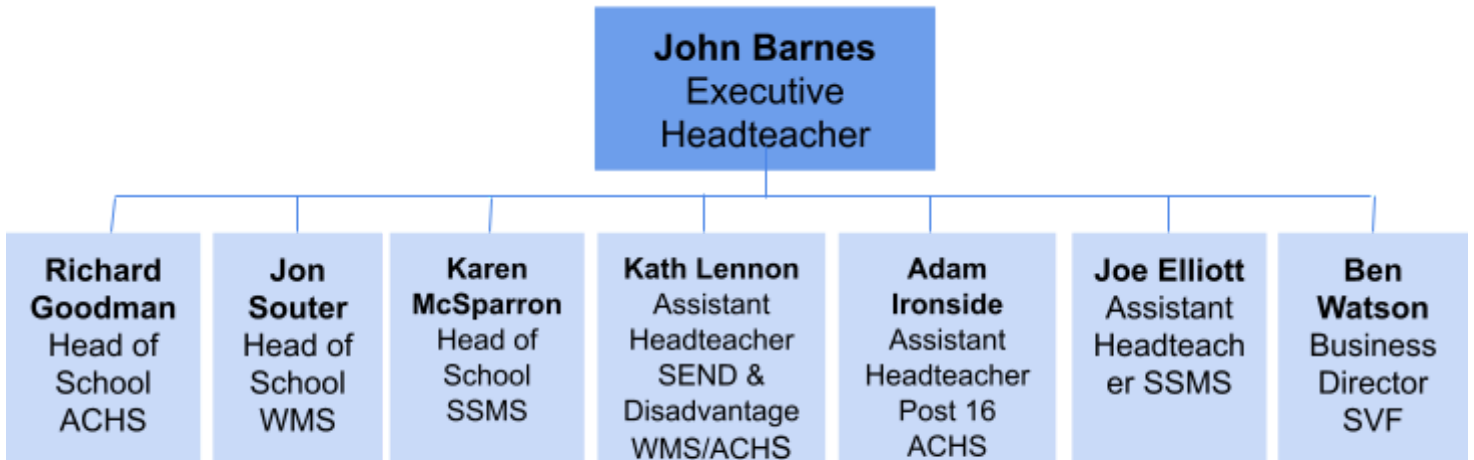 John Barnes
Executive
Headteacher
Richard
Goodman
Head of
School
ACHS
Jon
Souter
Head of
School
WMS
Karen
McSparron
Head of
School
SSMS
Kath Lennon
Assistant
Headteacher
SEND &
Disadvantage
WMS/ACHS
Adam
Ironside
Assistant
Headteacher
Post 16
ACHS
Joe Elliott
Assistant
Headteach
er SSMS
Ben
Watson
Business
Director
SVF